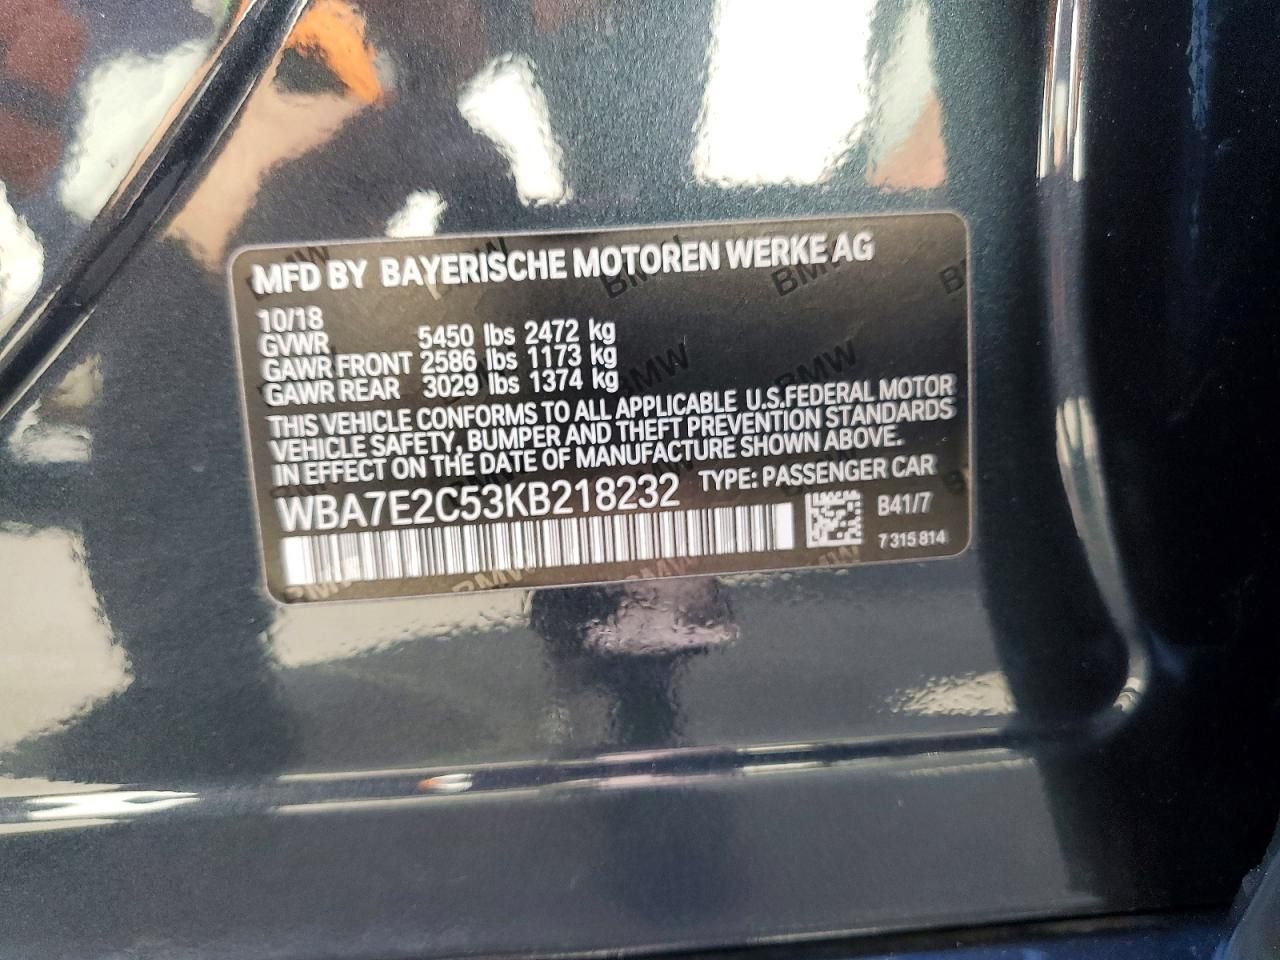 MFD BY BAYERISCHE MOTOREN WERKE AG
10/18
GVWR 5450 lbs 2472 kg
GAWR FRONT 2586 lbs 1173 kg
GAWR REAR 3029 lbs 1374 kg
THIS VEHICLE CONFORMS TO ALL APPLICABLE U.S.FEDERAL MOTOR
VEHICLE SAFETY, BUMPER AND THEFT PREVENTION STANDARDS
IN EFFECT ON THE DATE OF MANUFACTURE SHOWN ABOVE.
WBA7E2C53KB218232 TYPE: PASSENGER CAR
B41/7
7 315 814